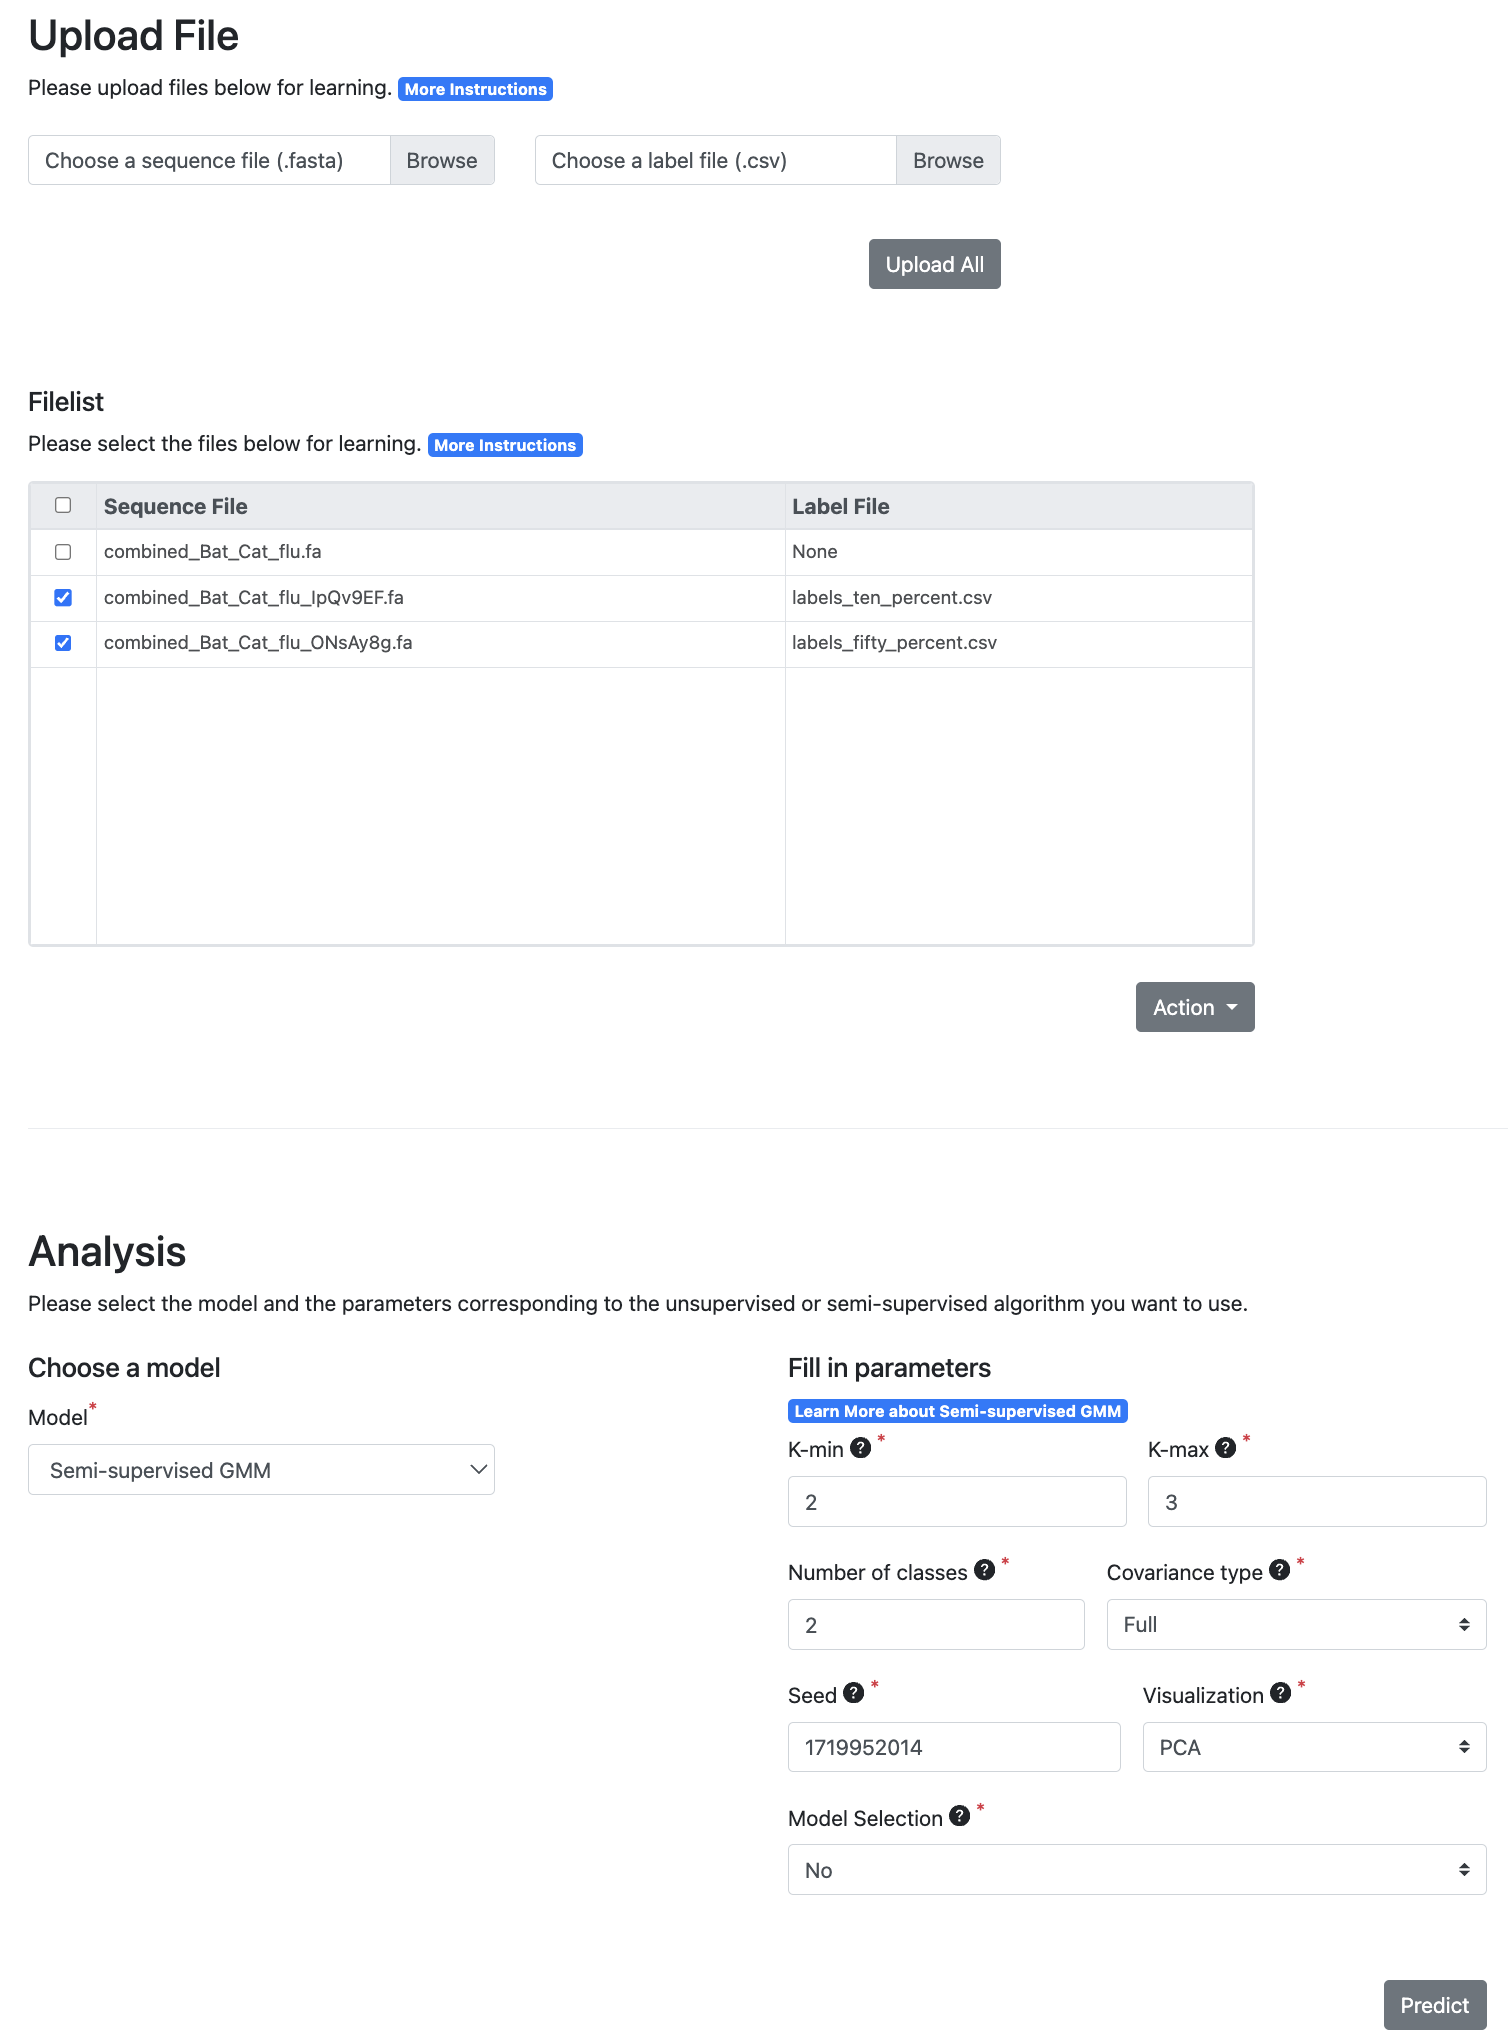 Upload File
Please upload files below for learning. More Instructions
Choose a sequence file (.fasta) Browse Choose a label file (.csv) Browse
Upload All
Filelist
Please select the files below for learning. More Instructions
Sequence File Label File
combined_Bat_Cat_flu.fa None
combined_Bat_Cat_flu_IpQv9EF.fa labels_ten_percent.csv
combined_Bat_Cat_flu_ONsAy8g.fa labels_fifty_percent.csv
Action
Analysis
Please select the model and the parameters corresponding to the unsupervised or semi-supervised algorithm you want to use.
Choose a model
Model*
Semi-supervised GMM
Fill in parameters
Learn More about Semi-supervised GMM
K-min ? * K-max ? *
2 3
Number of classes ? * Covariance type ? *
2 Full
Seed ? * Visualization ? *
1719952014 PCA
Model Selection ? *
No
Predict